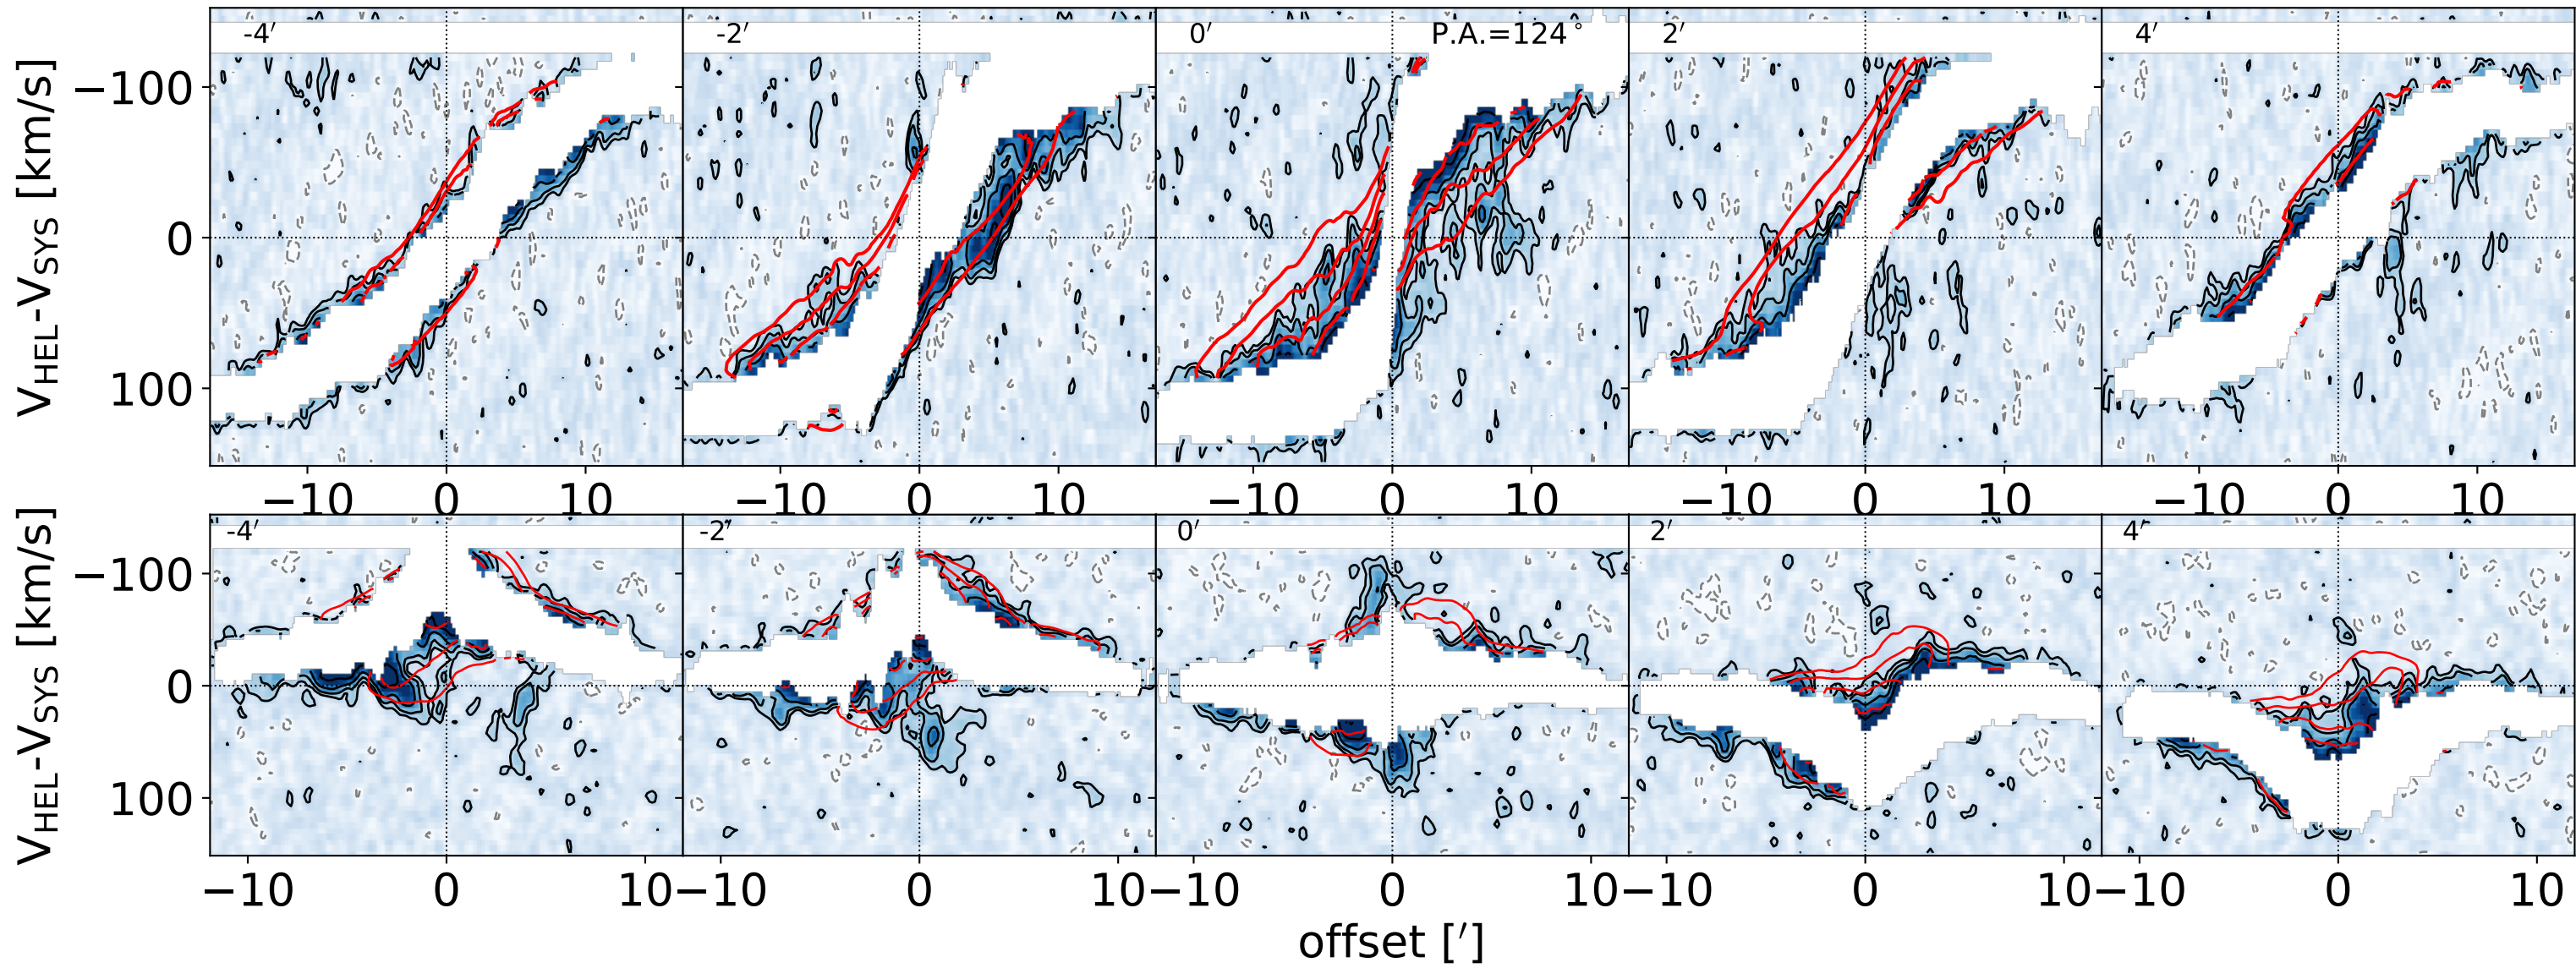 -4′ -2′ 0′ P.A.=124° 2′ 4′
V_HEL-V_SYS [km/s]
−100
0
100
−10 0 10 −10 0 10 −10 0 10 −10 0 10 −10 0 10
-4′ -2′ 0′ 2′ 4′
V_HEL-V_SYS [km/s]
−100
0
100
−10 0 10 −10 0 10 −10 0 10 −10 0 10 −10 0 10
offset [′]